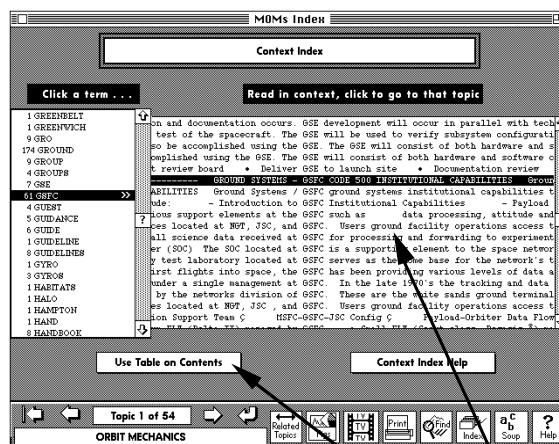 MOMs Index
Context Index
Click a term . . .
Read in context, click to go to that topic
1 GREENBELT
1 GREENWICH
9 GRO
174 GROUND
9 GROUP
4 GROUPS
7 GSE
61 GSFC >>
4 GUEST
5 GUIDANCE
6 GUIDE
1 GUIDELINE
8 GUIDELINES
1 GYRO
3 GYROS
1 HABITATS
1 HALO
1 HAMPTON
1 HAND
8 HANDBOOK
?
on and documentation occurs. GSE development will occur in parallel with tech
test of the spacecraft. The GSE will be used to verify subsystem configurati
so be accomplished using the GSE. The GSE will consist of both hardware and s
omplished using the GSE. The GSE will consist of both hardware and software o
t review board • Deliver GSE to launch site • Documentation review
---------- GROUND SYSTEMS - GSFC CODE 500 INSTITUTIONAL CAPABILITIES Groun
ABILITIES Ground Systems / GSFC ground systems institutional capabilities t
ude: - Introduction to GSFC Institutional Capabilities - Payload
ious support elements at the GSFC such as data processing, attitude and
ces located at NGT, JSC, and GSFC. Users ground facility operations access t
all science data received at GSFC for processing and forwarding to experiment
er (SOC) The SOC located at GSFC is a supporting element to the space networ
y test laboratory located at GSFC serves as the home base for the network's t
irst flights into space, the GSFC has been providing various levels of data a
under a single management at GSFC. In the late 1970's the tracking and data
by the networks division of GSFC. These are the white sands ground terminal
es located at NGT, JSC , and GSFC. Users ground facility operations access t
ion Support Team Ç MSFC-GSFC-JSC Config Ç Payload-Orbiter Data Flow
Use Table on Contents
Context Index Help
Topic 1 of 54
ORBIT MECHANICS
Related Topics
TV
TV
TV
Print
Find
Index
a b c
Soup
?
Help